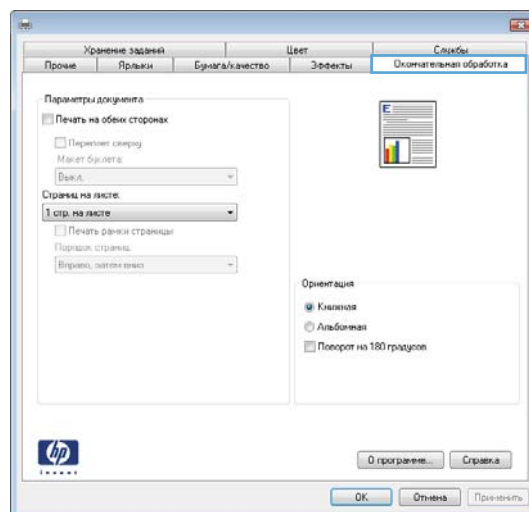 Хранение заданий Цвет Службы
Прочие Ярлыки Бумага/качество Эффекты Окончательная обработка
Параметры документа
Печать на обеих сторонах
Переплет сверху
Макет буклета:
Выкл.
Страниц на листе:
1 стр. на листе
Печать рамки страницы
Порядок страниц:
Вправо, затем вниз
E
Ориентация
Книжная
Альбомная
Поворот на 180 градусов
hp
invent
О программе... Справка
OK Отмена Применить